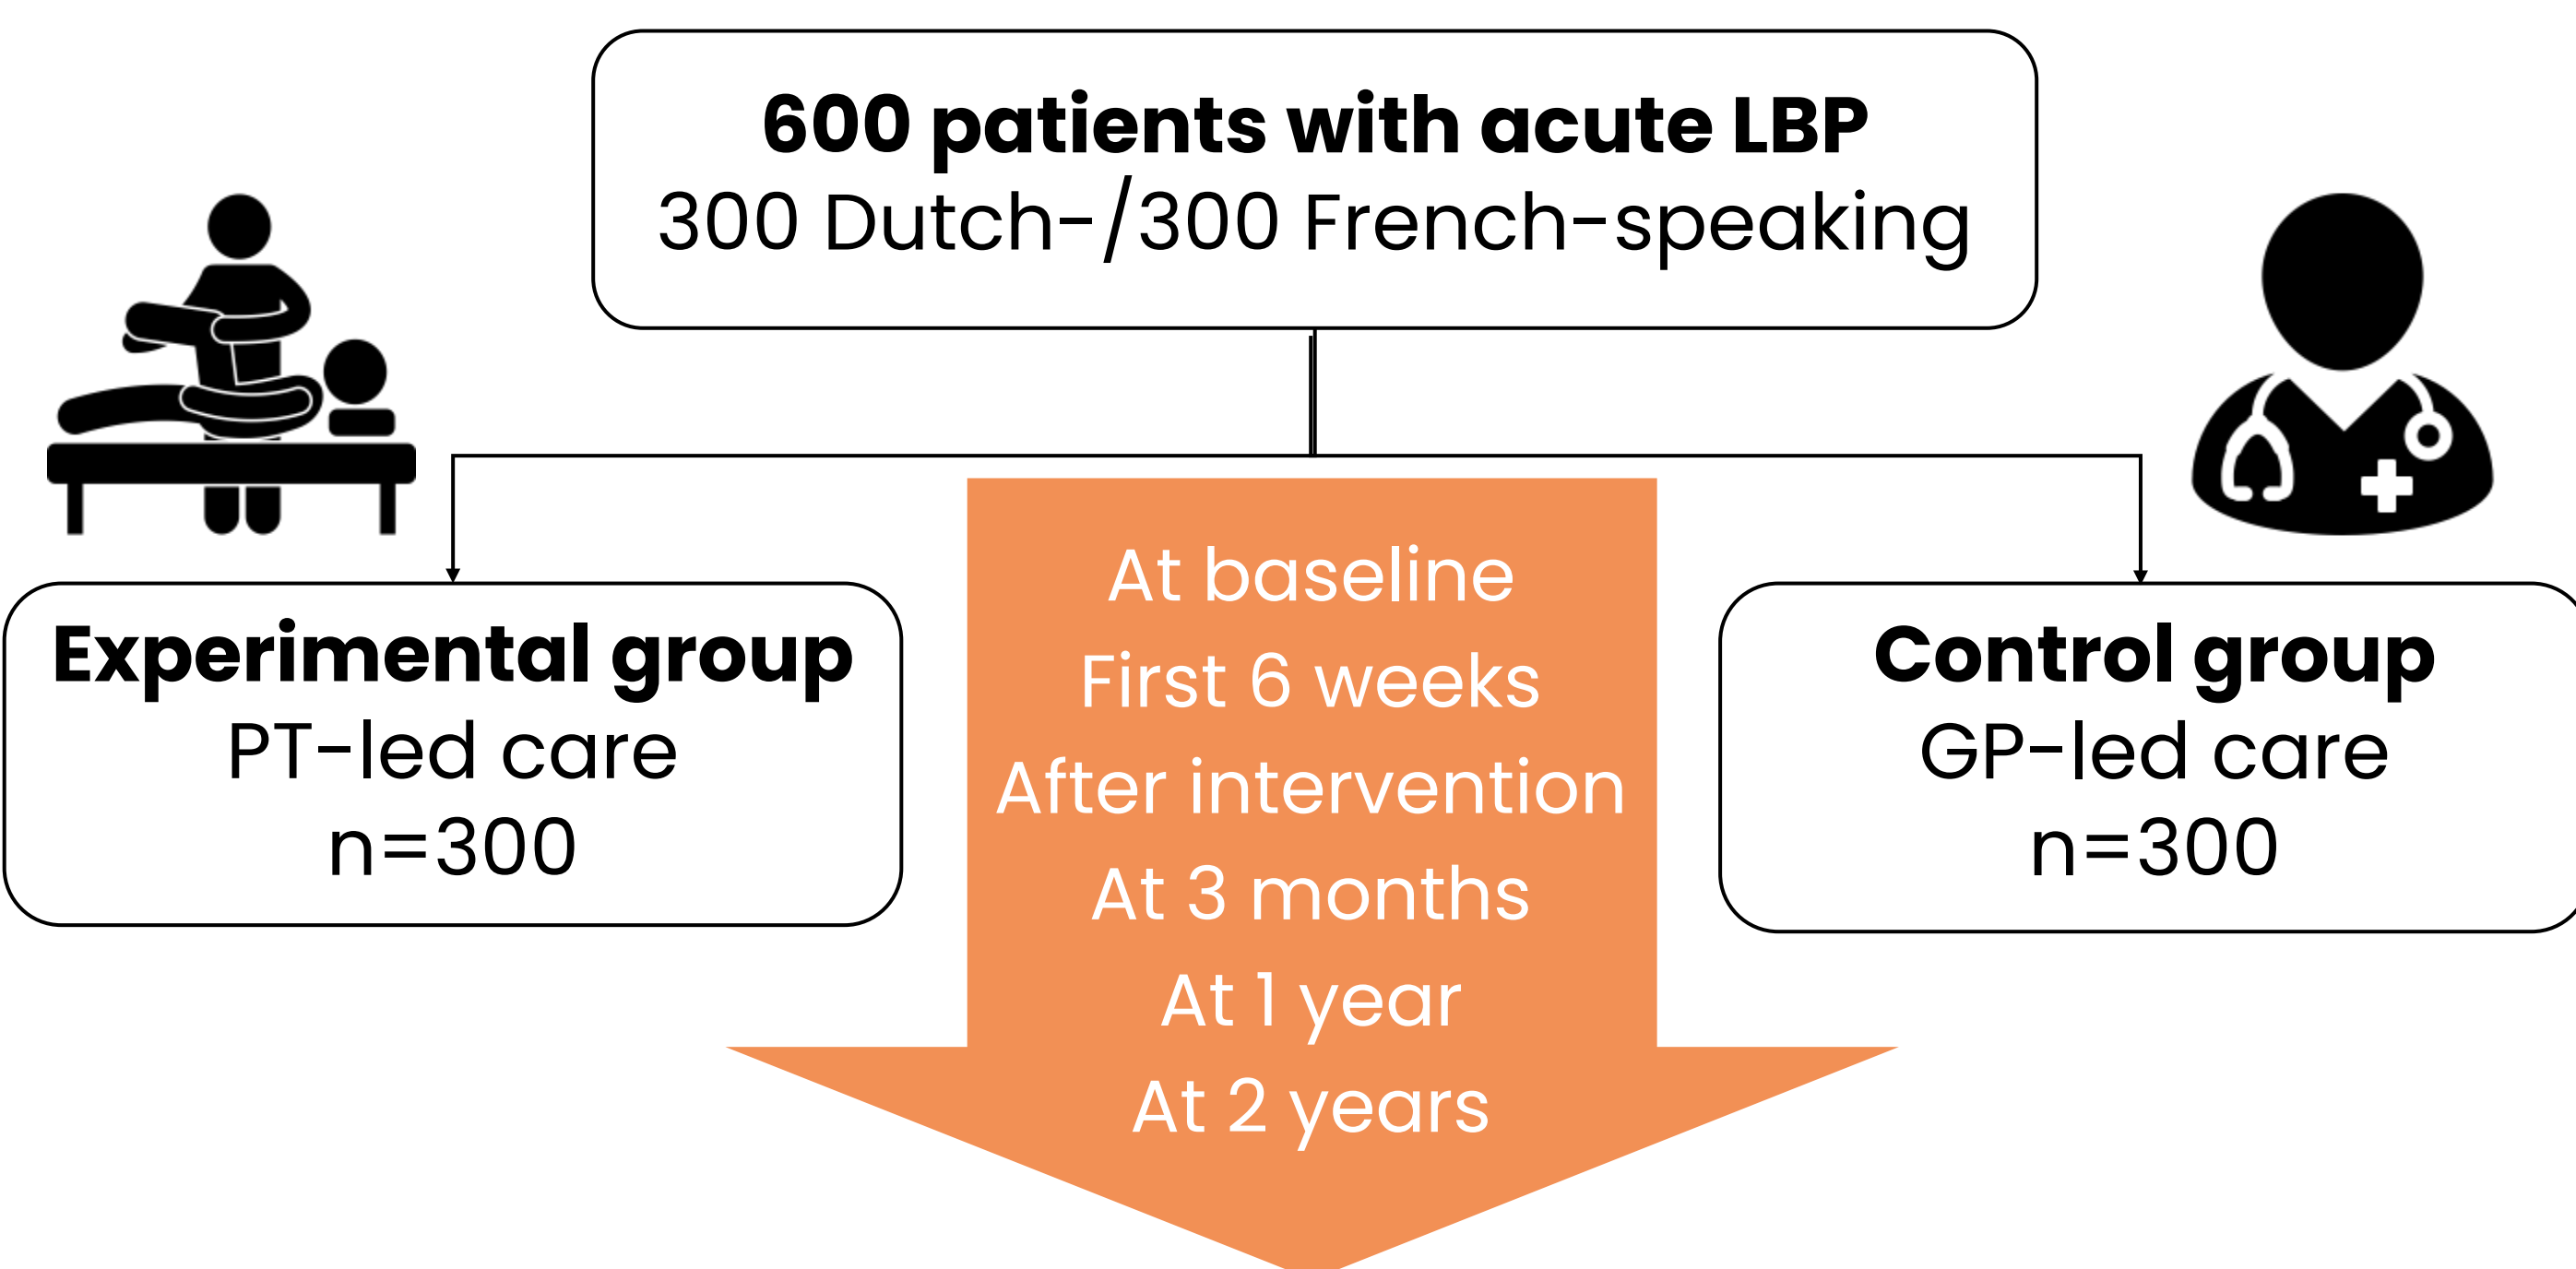 600 patients with acute LBP
300 Dutch-/300 French-speaking
Experimental group
PT-led care
n=300
At baseline
First 6 weeks
After intervention
At 3 months
At 1 year
At 2 years
Control group
GP-led care
n=300